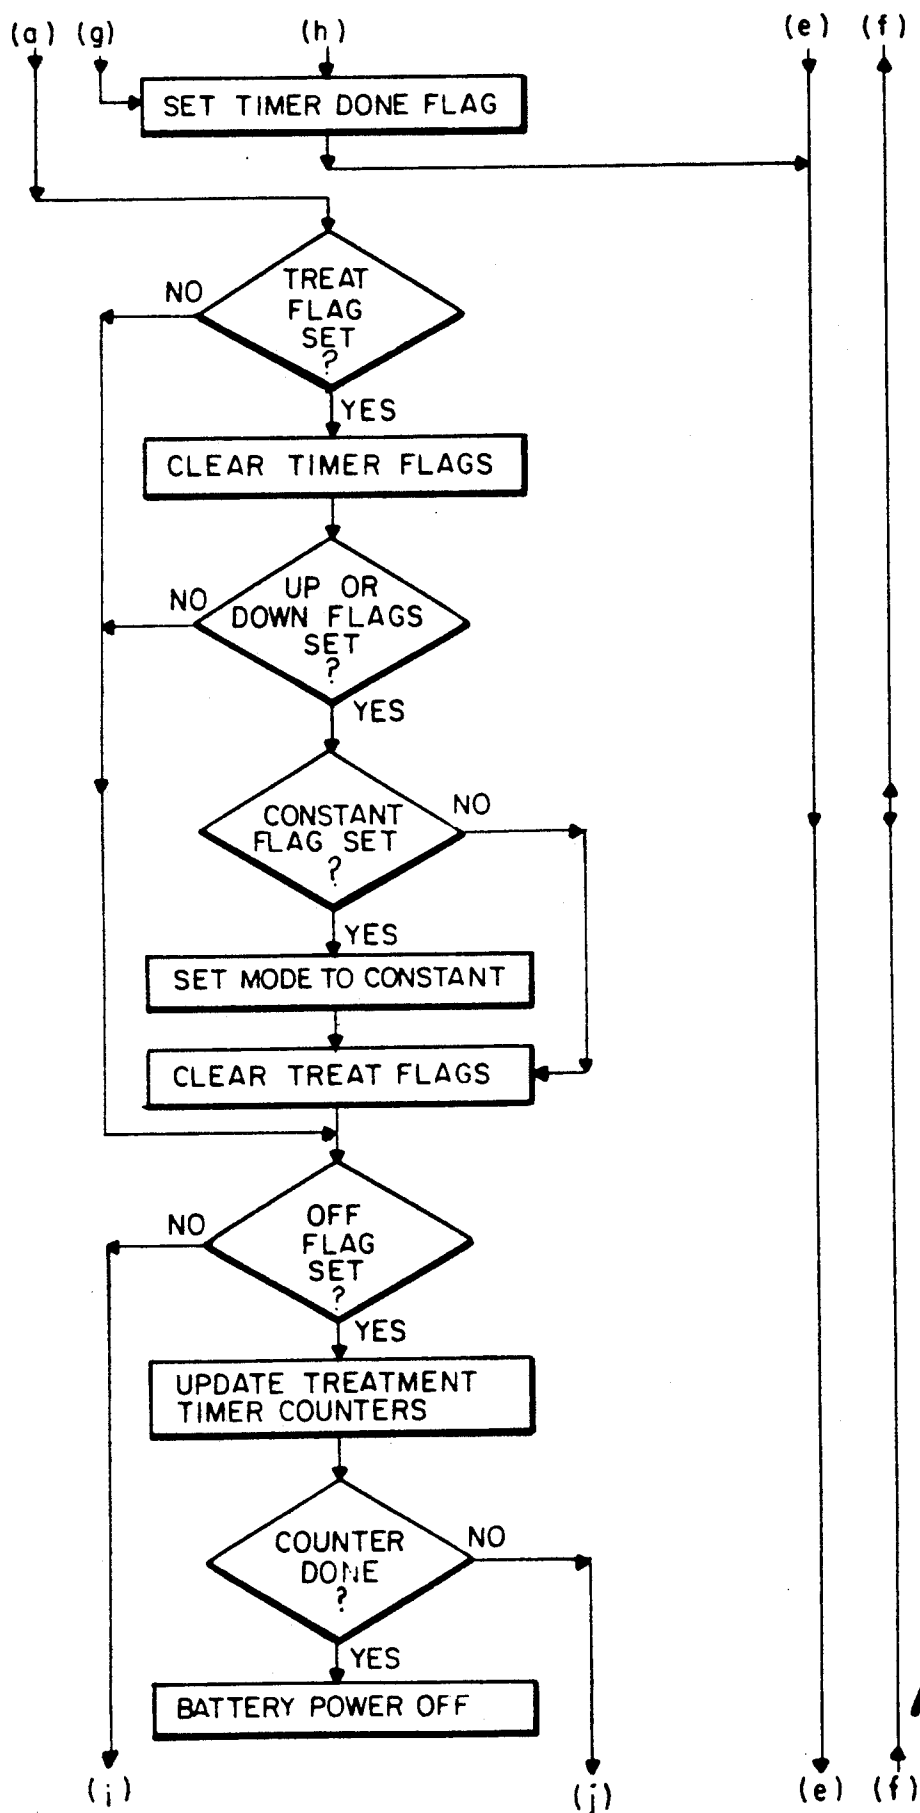 (a) (g) (h) (e) (f)
SET TIMER DONE FLAG
TREAT
FLAG
SET
?
NO
YES
CLEAR TIMER FLAGS
UP OR
DOWN FLAGS
SET
?
NO
YES
CONSTANT
FLAG SET
?
NO
YES
SET MODE TO CONSTANT
CLEAR TREAT FLAGS
OFF
FLAG
SET
?
NO
YES
UPDATE TREATMENT
TIMER COUNTERS
COUNTER
DONE
?
NO
YES
BATTERY POWER OFF
(i) (j) (e) (f)